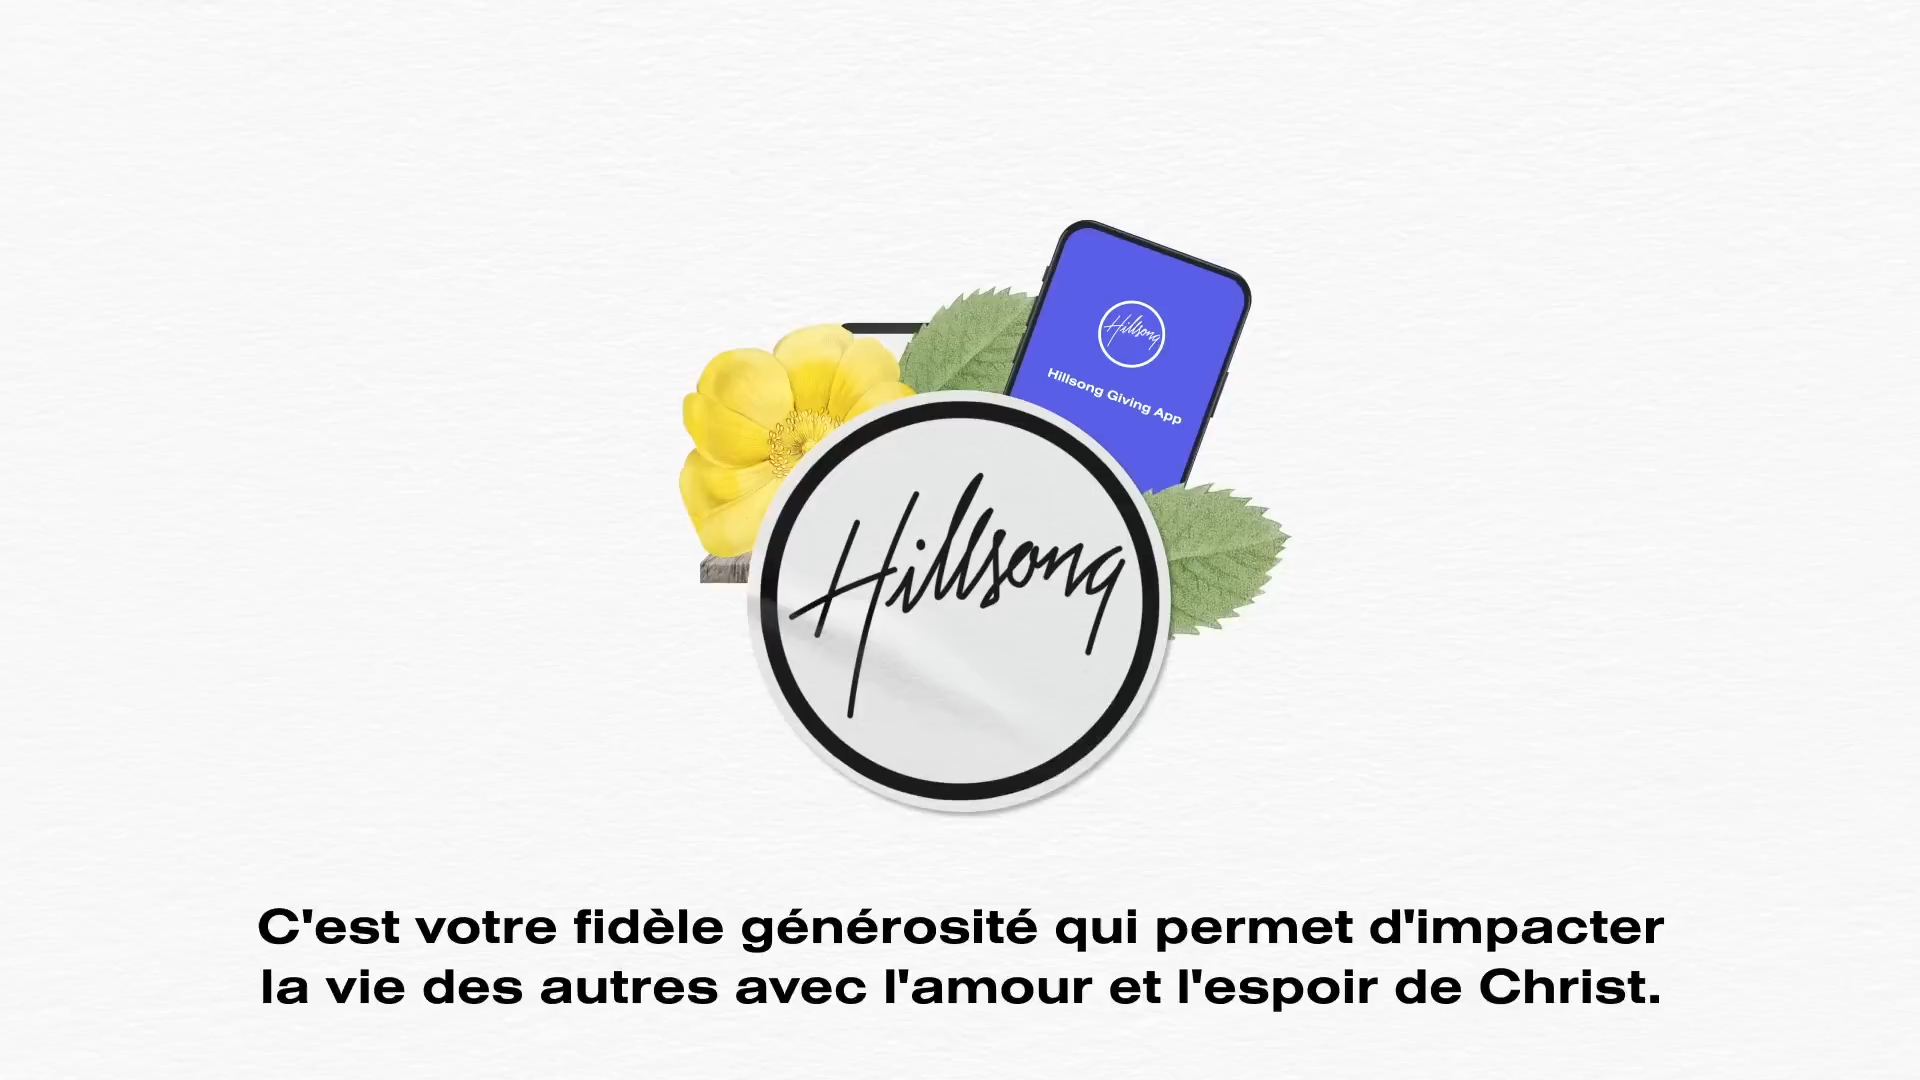 Hillsong
Hillsong Giving App
Hillsong
C'est votre fidèle générosité qui permet d'impacter
la vie des autres avec l'amour et l'espoir de Christ.